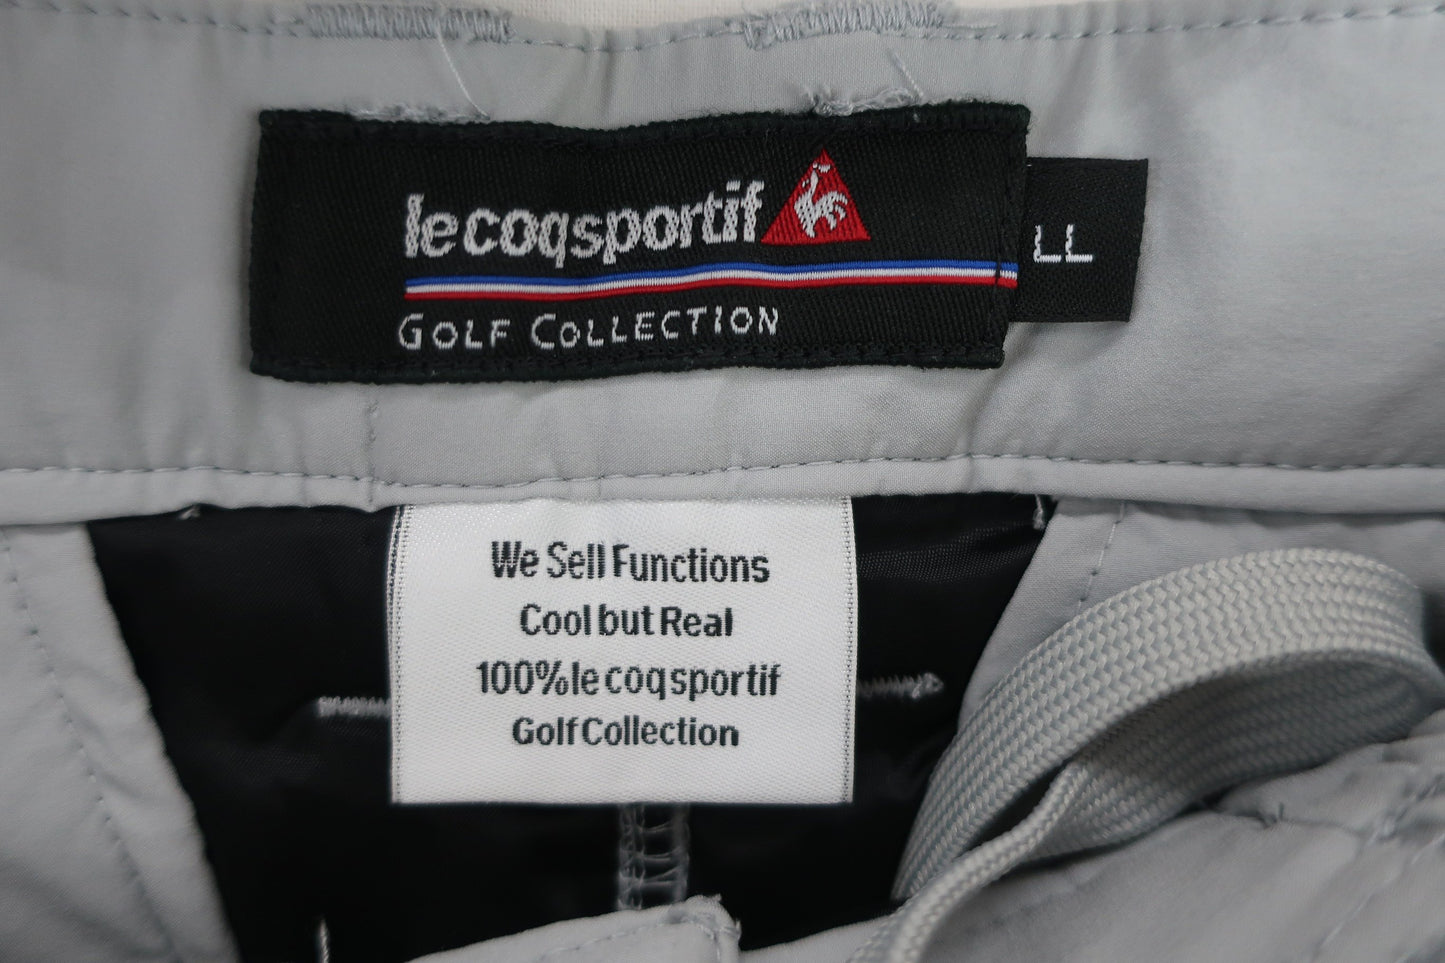 lecoqsportif
LL
GOLF COLLECTION
We Sell Functions
Cool but Real
100% le coq sportif
Golf Collection